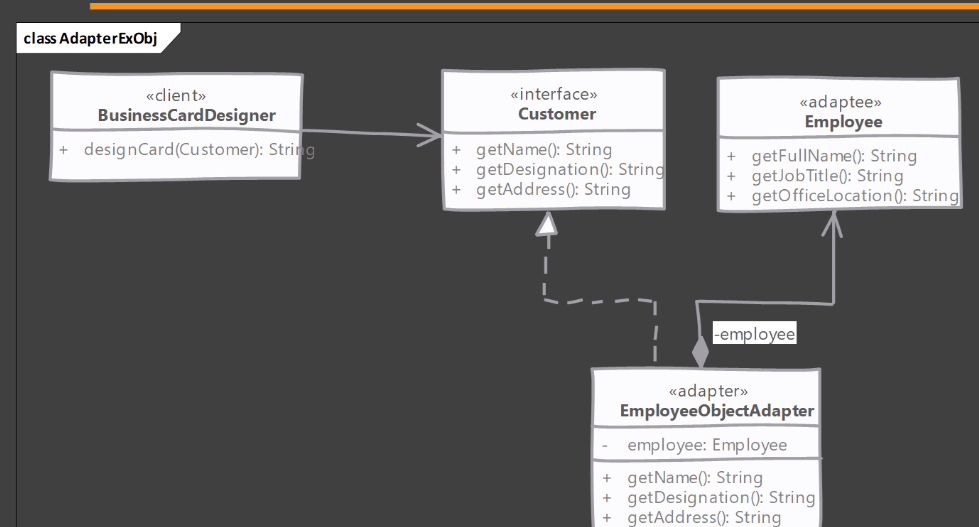 class AdapterExObj
«client»
BusinessCardDesigner
+ designCard(Customer): String
«interface»
Customer
+ getName(): String
+ getDesignation(): String
+ getAddress(): String
«adaptee»
Employee
+ getFullName(): String
+ getJobTitle(): String
+ getOfficeLocation(): String
-employee
«adapter»
EmployeeObjectAdapter
- employee: Employee
+ getName(): String
+ getDesignation(): String
+ getAddress(): String